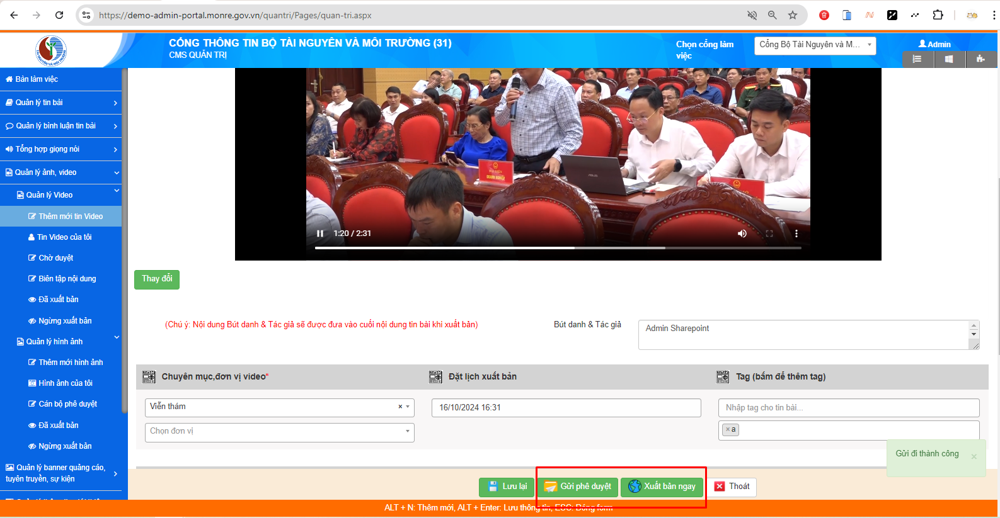 https://demo-admin-portal.monre.gov.vn/quantri/Pages/quan-tri.aspx
CỔNG THÔNG TIN BỘ TÀI NGUYÊN VÀ MÔI TRƯỜNG (31)
CMS QUẢN TRỊ
Chọn cổng làm
việc
Cổng Bộ Tài Nguyên và M...
Admin
Bàn làm việc
Quản lý tin bài
Quản lý bình luận tin bài
Tổng hợp giọng nói
Quản lý ảnh, video
Quản lý Video
Thêm mới tin Video
Tin Video của tôi
Chờ duyệt
Biên tập nội dung
Đã xuất bản
Ngừng xuất bản
Quản lý hình ảnh
Thêm mới hình ảnh
Hình ảnh của tôi
Cán bộ phê duyệt
Đã xuất bản
Ngừng xuất bản
Quản lý banner quảng cáo,
tuyên truyền, sự kiện
ĐẠI BIỂU
DOANH NGHIỆP
ASUS
1:20 / 2:31
Thay đổi
(Chú ý: Nội dung Bút danh & Tác giả sẽ được đưa vào cuối nội dung tin bài khi xuất bản)
Bút danh & Tác giả
Admin Sharepoint
Chuyên mục,đơn vị video*
Đặt lịch xuất bản
Tag (bấm để thêm tag)
Viễn thám
16/10/2024 16:31
Nhập tag cho tin bài...
Chọn đơn vị
×a
Gửi đi thành công
Lưu lại
Gửi phê duyệt
Xuất bản ngay
Thoát
ALT + N: Thêm mới, ALT + Enter: Lưu thông tin, ESC: Đóng form